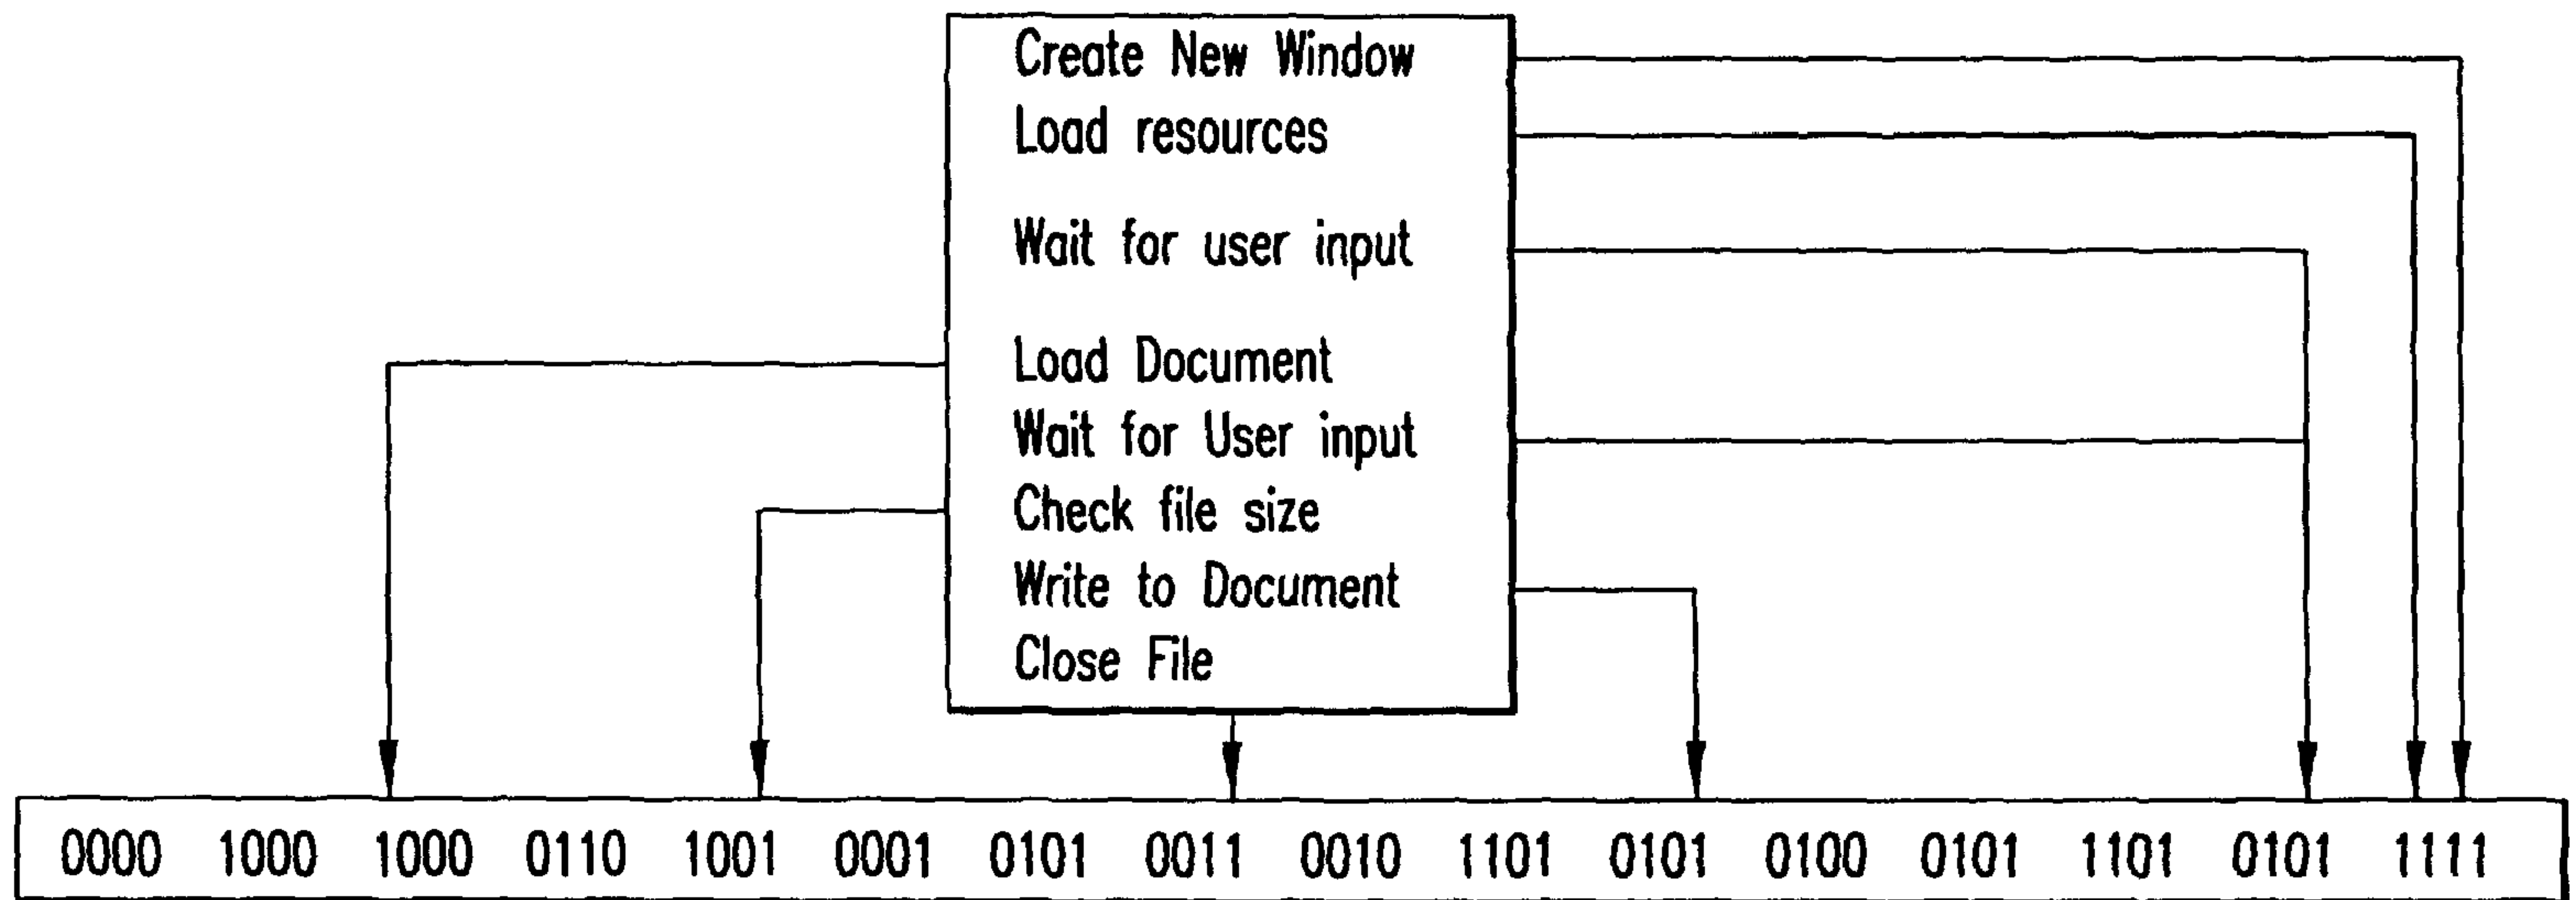 Create New Window
Load resources
Wait for user input
Load Document
Wait for User input
Check file size
Write to Document
Close File
0000 1000 1000 0110 1001 0001 0101 0011 0010 1101 0101 0100 0101 1101 0101 1111